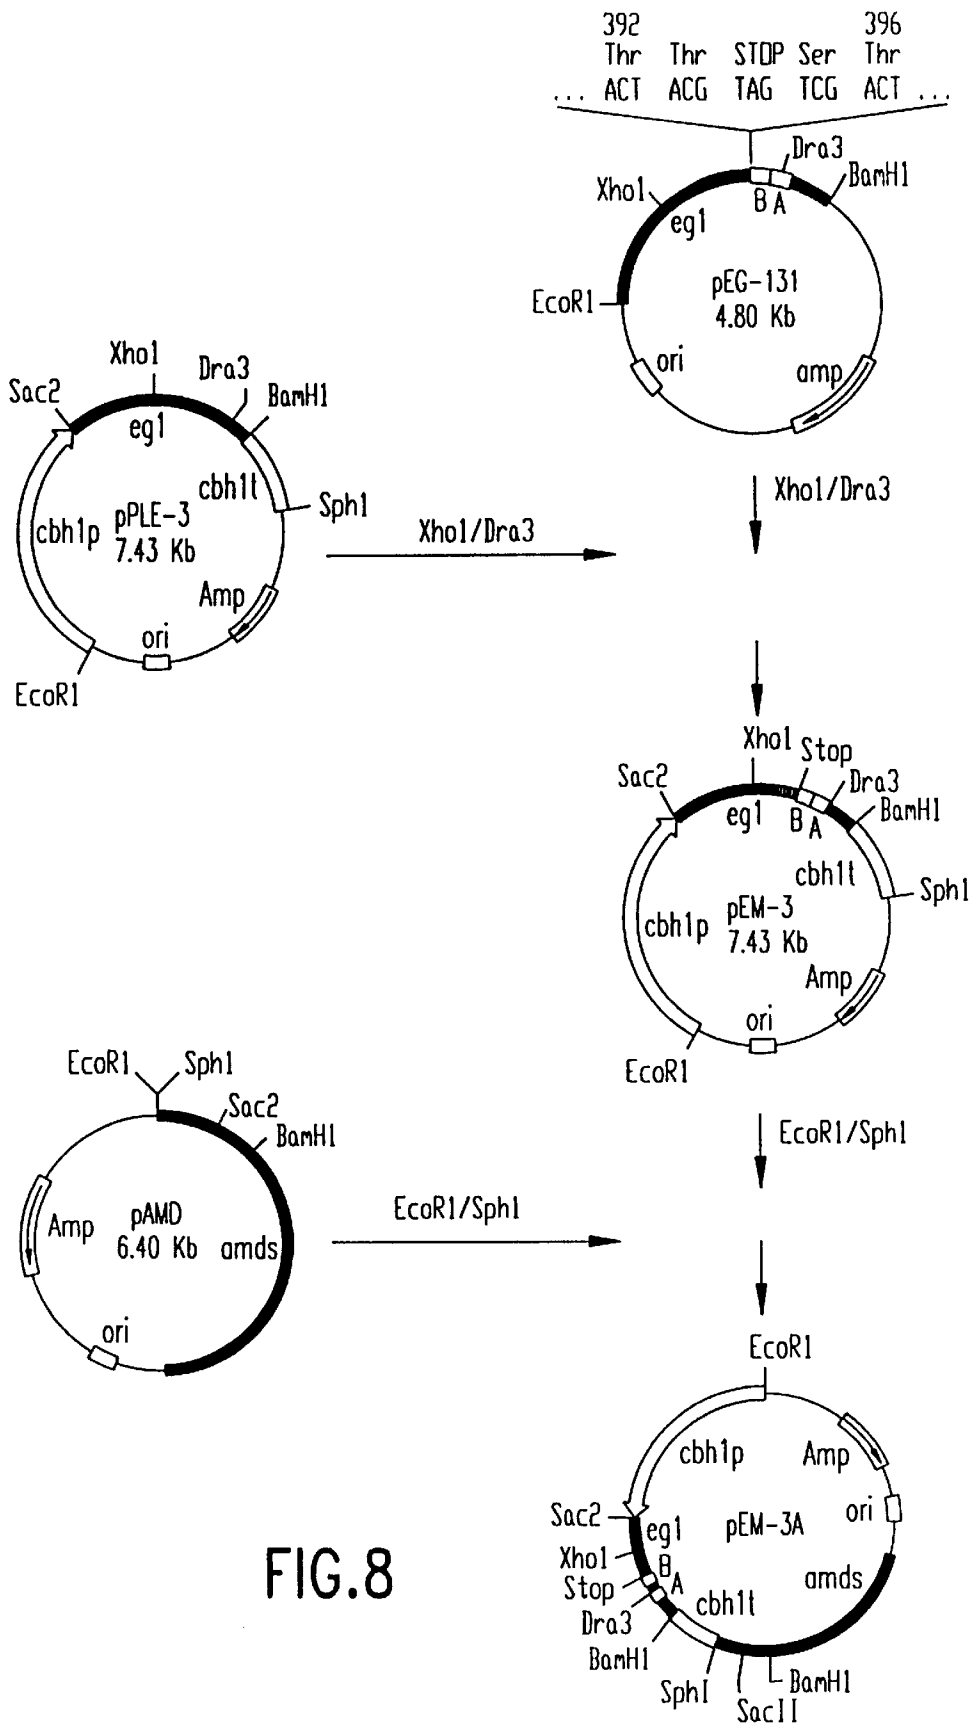 392 396
Thr Thr STOP Ser Thr
... ACT ACG TAG TCG ACT ...
Dra3
Xho1
BamH1
B A
eg1
EcoR1
pEG-131
4.80 Kb
ori
amp
Xho1/Dra3
Xho1
Dra3
Sac2
BamH1
eg1
cbh1t
Sph1
cbh1p
pPLE-3
7.43 Kb
Amp
ori
EcoR1
Xho1/Dra3
Xho1
Stop
Sac2
Dra3
BamH1
eg1
B A
cbh1t
Sph1
cbh1p
pEM-3
7.43 Kb
Amp
ori
EcoR1
EcoR1/Sph1
EcoR1
Sph1
Sac2
BamH1
Amp
pAMD
6.40 Kb
amds
ori
EcoR1/Sph1
EcoR1
cbh1p
Amp
Sac2
eg1
pEM-3A
ori
Xho1
B
Stop
A
amds
Dra3
cbh1t
BamH1
SphI
BamH1
SacII
FIG.8